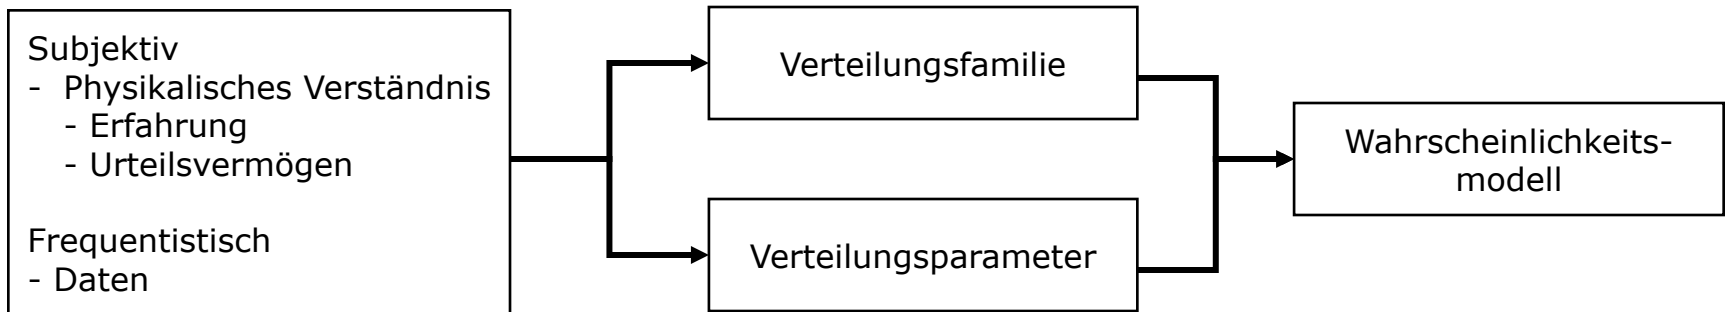 Subjektiv
- Physikalisches Verständnis
- Erfahrung
- Urteilsvermögen
Frequentistisch
- Daten
Verteilungsfamilie
Verteilungsparameter
Wahrscheinlichkeits-
modell